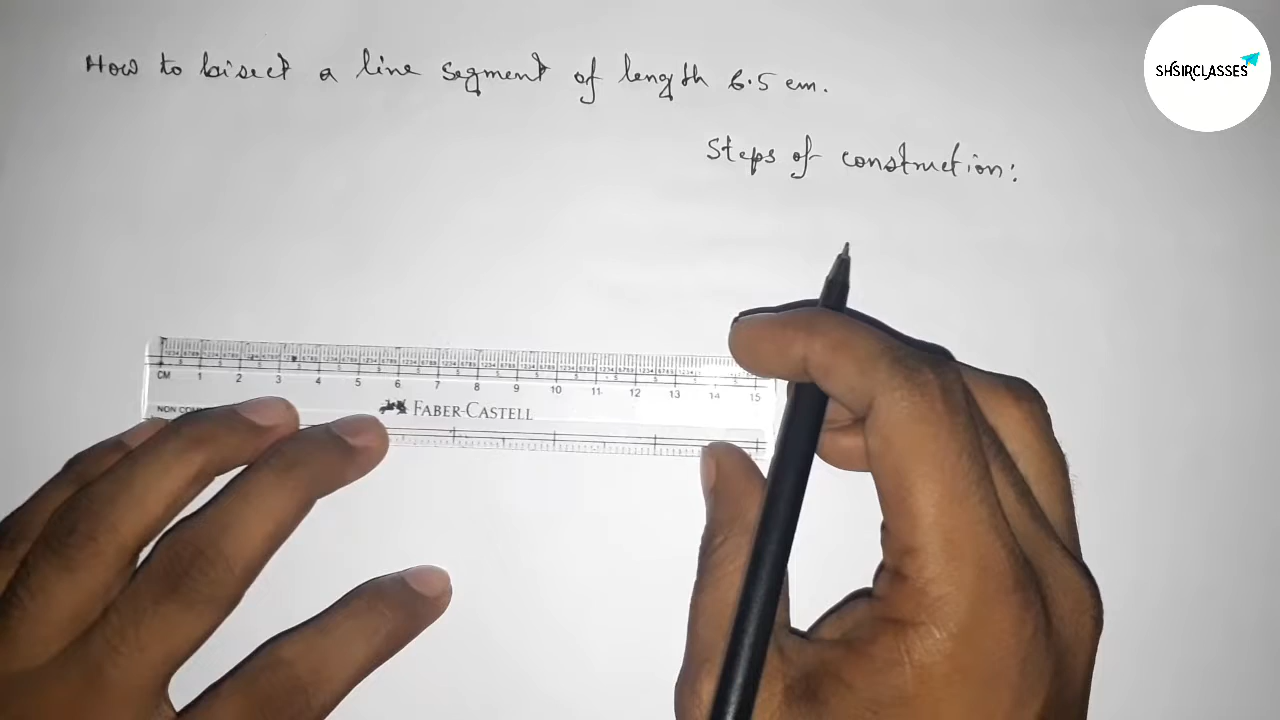 How to bisect a line segment of length 6.5 cm.
SHSIRCLASSES
Steps of construction:
CM 1 2 3 4 5 6 7 8 9 10 11 12 13 14 15
NON
FABER-CASTELL